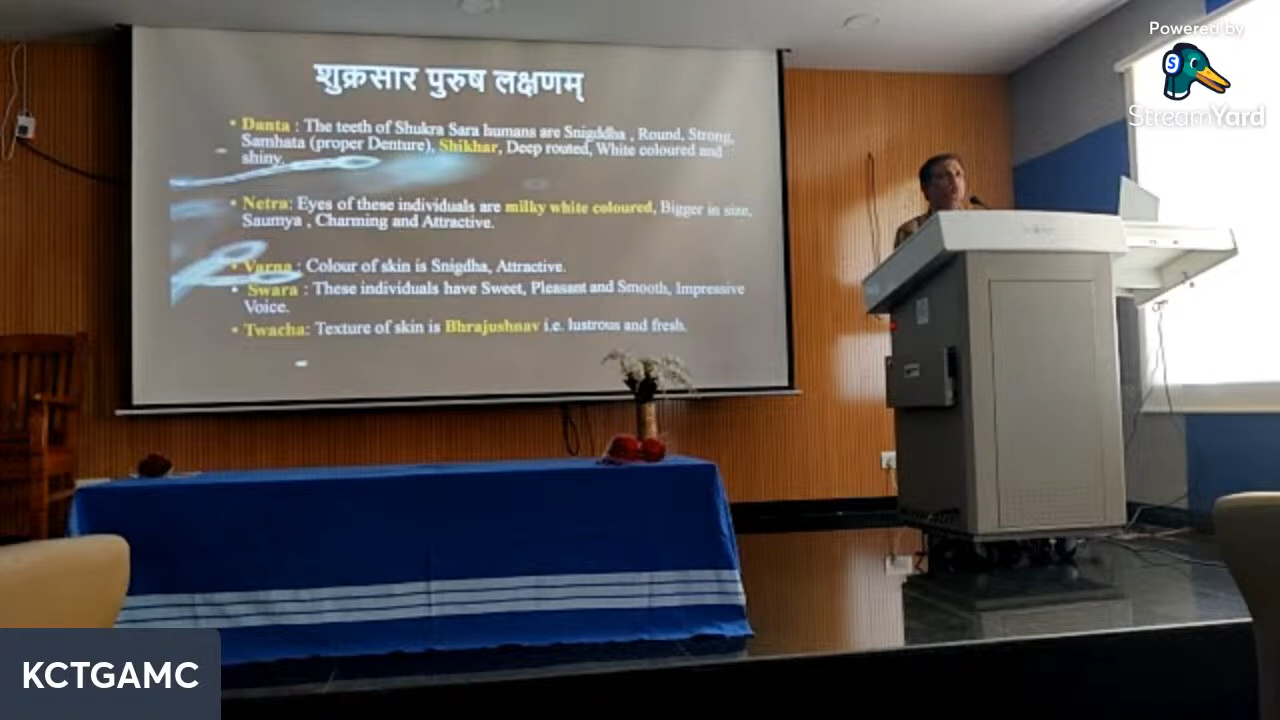 Powered by
StreamYard
शुक्रसार पुरुष लक्षणम्
• Danta : The teeth of Shukra Sara humans are Snigddha , Round, Strong,
Samhata (proper Denture), Shikhar, Deep routed, White coloured and
shiny.
• Netra: Eyes of these individuals are milky white coloured, Bigger in size,
Saumya , Charming and Attractive.
• Varna : Colour of skin is Snigdha, Attractive.
• Swara : These individuals have Sweet, Pleasant and Smooth, Impressive
Voice.
• Twacha: Texture of skin is Bhrajushnav i.e. lustrous and fresh.
KCTGAMC